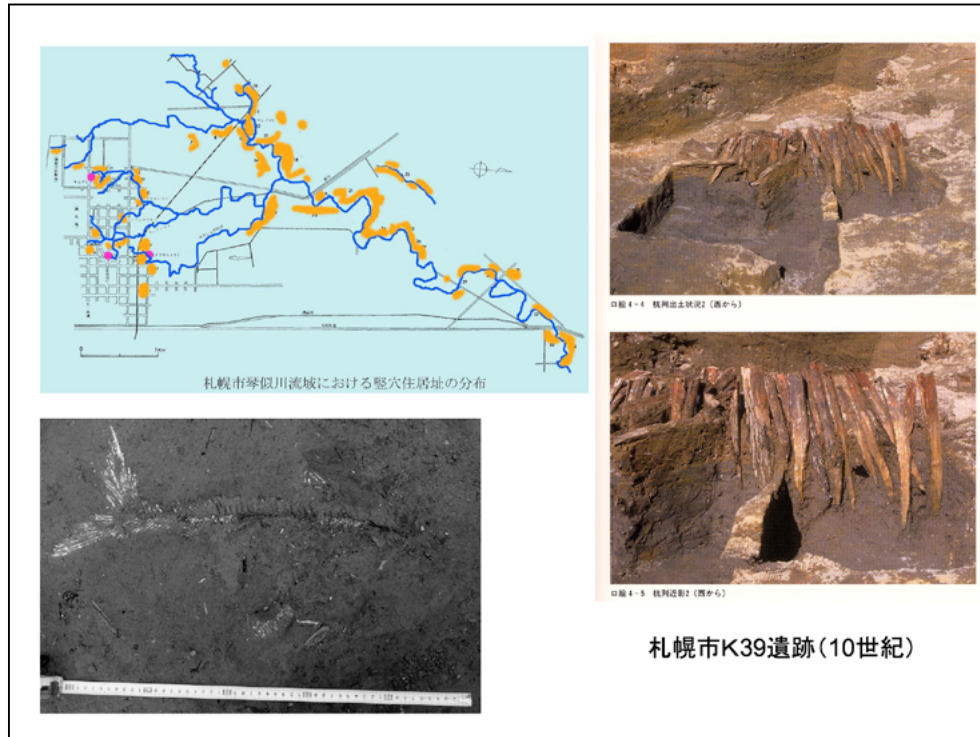 札幌市琴似川流域における竪穴住居址の分布
口絵4-4 杭列出土状況2（西から）
口絵4-5 杭列近影2（西から）
札幌市K39遺跡（10世紀）